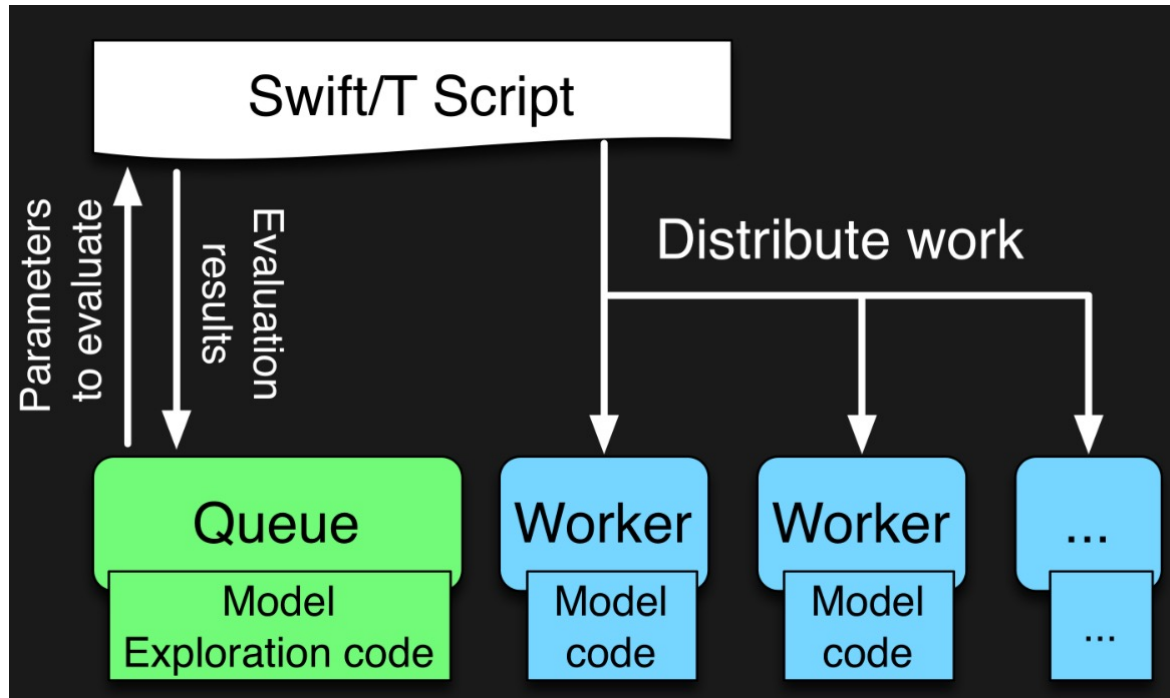 Swift/T Script
Parameters
to evaluate
Evaluation
results
Distribute work
Queue
Model
Exploration code
Worker
Model
code
Worker
Model
code
...
...